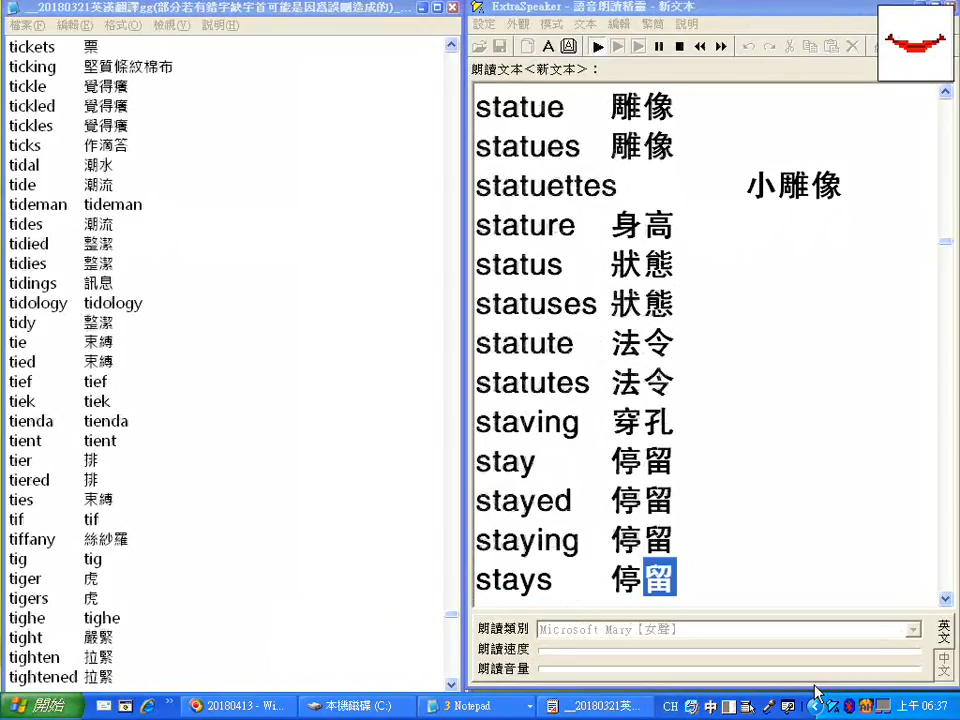 __20180321英漢翻譯gg(部分若有錯字缺字首可能是因為誤刪造成的)_...
檔案(F) 編輯(E) 格式(O) 檢視(V) 說明(H)
tickets 票
ticking 堅質條紋棉布
tickle 覺得癢
tickled 覺得癢
tickles 覺得癢
ticks 作滴答
tidal 潮水
tide 潮流
tideman tideman
tides 潮流
tidied 整潔
tidies 整潔
tidings 訊息
tidology tidology
tidy 整潔
tie 束縛
tied 束縛
tief tief
tiek tiek
tienda tienda
tient tient
tier 排
tiered 排
ties 束縛
tif tif
tiffany 絲紗羅
tig tig
tiger 虎
tigers 虎
tighe tighe
tight 嚴緊
tighten 拉緊
tightened 拉緊
ExtraSpeaker - 語音朗讀精靈 - 新文本
設定 外觀 模式 文本 編輯 繁簡 說明
朗讀文本<新文本>：
statue 雕像
statues 雕像
statuettes 小雕像
stature 身高
status 狀態
statuses 狀態
statute 法令
statutes 法令
staving 穿孔
stay 停留
stayed 停留
staying 停留
stays 停留
朗讀類別 Microsoft Mary【女聲】
朗讀速度
朗讀音量
英文
中文
開始 20180413 - Wi... 本機磁碟 (C:) 3 Notepad __20180321英... CH 中 上午 06:37